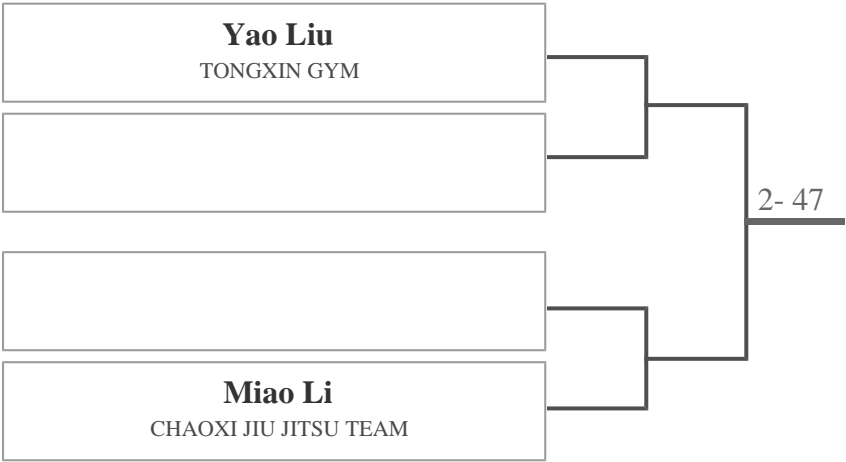 Yao Liu
TONGXIN GYM
2- 47
Miao Li
CHAOXI JIU JITSU TEAM